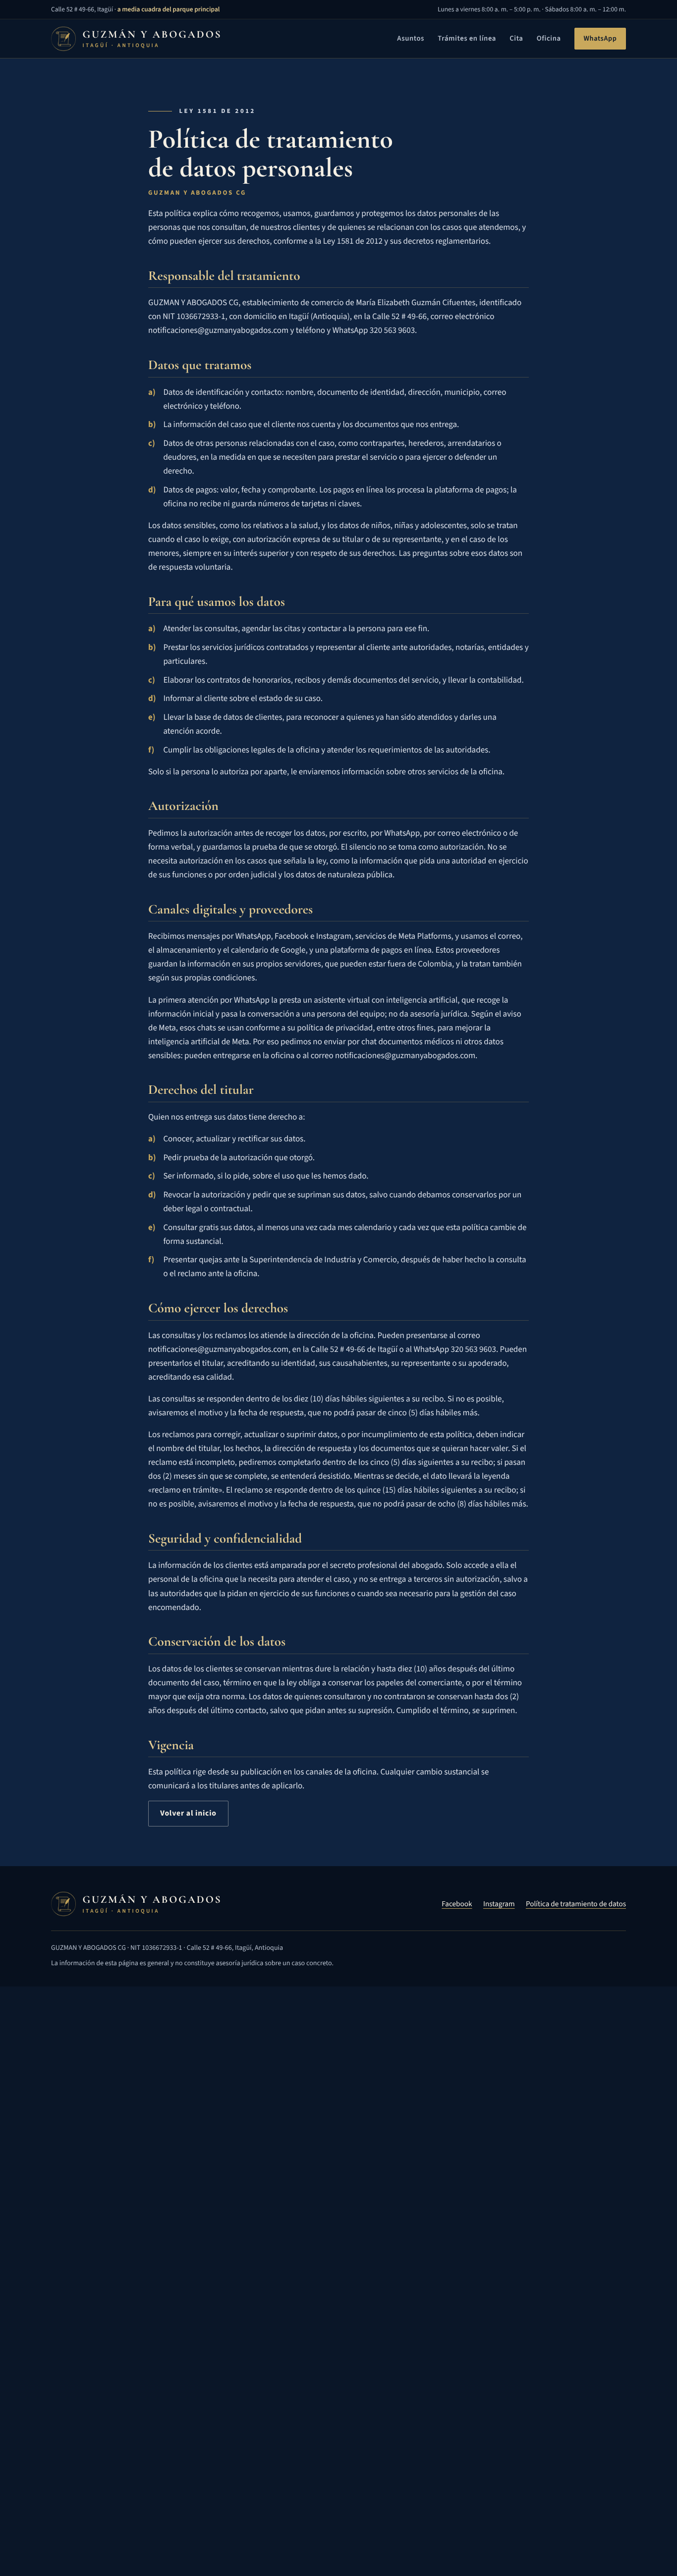 Calle 52 # 49-66, Itagüí · a media cuadra del parque principal
Lunes a viernes 8:00 a. m. – 5:00 p. m. · Sábados 8:00 a. m. – 12:00 m.
GUZMÁN Y ABOGADOS
ITAGÜÍ · ANTIOQUIA
Asuntos
Trámites en línea
Cita
Oficina
WhatsApp
LEY 1581 DE 2012
Política de tratamiento
de datos personales
GUZMAN Y ABOGADOS CG
Esta política explica cómo recogemos, usamos, guardamos y protegemos los datos personales de las
personas que nos consultan, de nuestros clientes y de quienes se relacionan con los casos que atendemos, y
cómo pueden ejercer sus derechos, conforme a la Ley 1581 de 2012 y sus decretos reglamentarios.
Responsable del tratamiento
GUZMAN Y ABOGADOS CG, establecimiento de comercio de María Elizabeth Guzmán Cifuentes, identificado
con NIT 1036672933-1, con domicilio en Itagüí (Antioquia), en la Calle 52 # 49-66, correo electrónico
notificaciones@guzmanyabogados.com y teléfono y WhatsApp 320 563 9603.
Datos que tratamos
a) Datos de identificación y contacto: nombre, documento de identidad, dirección, municipio, correo
electrónico y teléfono.
b) La información del caso que el cliente nos cuenta y los documentos que nos entrega.
c) Datos de otras personas relacionadas con el caso, como contrapartes, herederos, arrendatarios o
deudores, en la medida en que se necesiten para prestar el servicio o para ejercer o defender un
derecho.
d) Datos de pagos: valor, fecha y comprobante. Los pagos en línea los procesa la plataforma de pagos; la
oficina no recibe ni guarda números de tarjetas ni claves.
Los datos sensibles, como los relativos a la salud, y los datos de niños, niñas y adolescentes, solo se tratan
cuando el caso lo exige, con autorización expresa de su titular o de su representante, y en el caso de los
menores, siempre en su interés superior y con respeto de sus derechos. Las preguntas sobre esos datos son
de respuesta voluntaria.
Para qué usamos los datos
a) Atender las consultas, agendar las citas y contactar a la persona para ese fin.
b) Prestar los servicios jurídicos contratados y representar al cliente ante autoridades, notarías, entidades y
particulares.
c) Elaborar los contratos de honorarios, recibos y demás documentos del servicio, y llevar la contabilidad.
d) Informar al cliente sobre el estado de su caso.
e) Llevar la base de datos de clientes, para reconocer a quienes ya han sido atendidos y darles una
atención acorde.
f) Cumplir las obligaciones legales de la oficina y atender los requerimientos de las autoridades.
Solo si la persona lo autoriza por aparte, le enviaremos información sobre otros servicios de la oficina.
Autorización
Pedimos la autorización antes de recoger los datos, por escrito, por WhatsApp, por correo electrónico o de
forma verbal, y guardamos la prueba de que se otorgó. El silencio no se toma como autorización. No se
necesita autorización en los casos que señala la ley, como la información que pida una autoridad en ejercicio
de sus funciones o por orden judicial y los datos de naturaleza pública.
Canales digitales y proveedores
Recibimos mensajes por WhatsApp, Facebook e Instagram, servicios de Meta Platforms, y usamos el correo,
el almacenamiento y el calendario de Google, y una plataforma de pagos en línea. Estos proveedores
guardan la información en sus propios servidores, que pueden estar fuera de Colombia, y la tratan también
según sus propias condiciones.
La primera atención por WhatsApp la presta un asistente virtual con inteligencia artificial, que recoge la
información inicial y pasa la conversación a una persona del equipo; no da asesoría jurídica. Según el aviso
de Meta, esos chats se usan conforme a su política de privacidad, entre otros fines, para mejorar la
inteligencia artificial de Meta. Por eso pedimos no enviar por chat documentos médicos ni otros datos
sensibles: pueden entregarse en la oficina o al correo notificaciones@guzmanyabogados.com.
Derechos del titular
Quien nos entrega sus datos tiene derecho a:
a) Conocer, actualizar y rectificar sus datos.
b) Pedir prueba de la autorización que otorgó.
c) Ser informado, si lo pide, sobre el uso que les hemos dado.
d) Revocar la autorización y pedir que se supriman sus datos, salvo cuando debamos conservarlos por un
deber legal o contractual.
e) Consultar gratis sus datos, al menos una vez cada mes calendario y cada vez que esta política cambie de
forma sustancial.
f) Presentar quejas ante la Superintendencia de Industria y Comercio, después de haber hecho la consulta
o el reclamo ante la oficina.
Cómo ejercer los derechos
Las consultas y los reclamos los atiende la dirección de la oficina. Pueden presentarse al correo
notificaciones@guzmanyabogados.com, en la Calle 52 # 49-66 de Itagüí o al WhatsApp 320 563 9603. Pueden
presentarlos el titular, acreditando su identidad, sus causahabientes, su representante o su apoderado,
acreditando esa calidad.
Las consultas se responden dentro de los diez (10) días hábiles siguientes a su recibo. Si no es posible,
avisaremos el motivo y la fecha de respuesta, que no podrá pasar de cinco (5) días hábiles más.
Los reclamos para corregir, actualizar o suprimir datos, o por incumplimiento de esta política, deben indicar
el nombre del titular, los hechos, la dirección de respuesta y los documentos que se quieran hacer valer. Si el
reclamo está incompleto, pediremos completarlo dentro de los cinco (5) días siguientes a su recibo; si pasan
dos (2) meses sin que se complete, se entenderá desistido. Mientras se decide, el dato llevará la leyenda
«reclamo en trámite». El reclamo se responde dentro de los quince (15) días hábiles siguientes a su recibo; si
no es posible, avisaremos el motivo y la fecha de respuesta, que no podrá pasar de ocho (8) días hábiles más.
Seguridad y confidencialidad
La información de los clientes está amparada por el secreto profesional del abogado. Solo accede a ella el
personal de la oficina que la necesita para atender el caso, y no se entrega a terceros sin autorización, salvo a
las autoridades que la pidan en ejercicio de sus funciones o cuando sea necesario para la gestión del caso
encomendado.
Conservación de los datos
Los datos de los clientes se conservan mientras dure la relación y hasta diez (10) años después del último
documento del caso, término en que la ley obliga a conservar los papeles del comerciante, o por el término
mayor que exija otra norma. Los datos de quienes consultaron y no contrataron se conservan hasta dos (2)
años después del último contacto, salvo que pidan antes su supresión. Cumplido el término, se suprimen.
Vigencia
Esta política rige desde su publicación en los canales de la oficina. Cualquier cambio sustancial se
comunicará a los titulares antes de aplicarlo.
Volver al inicio
GUZMÁN Y ABOGADOS
ITAGÜÍ · ANTIOQUIA
Facebook
Instagram
Política de tratamiento de datos
GUZMAN Y ABOGADOS CG · NIT 1036672933-1 · Calle 52 # 49-66, Itagüí, Antioquia
La información de esta página es general y no constituye asesoría jurídica sobre un caso concreto.